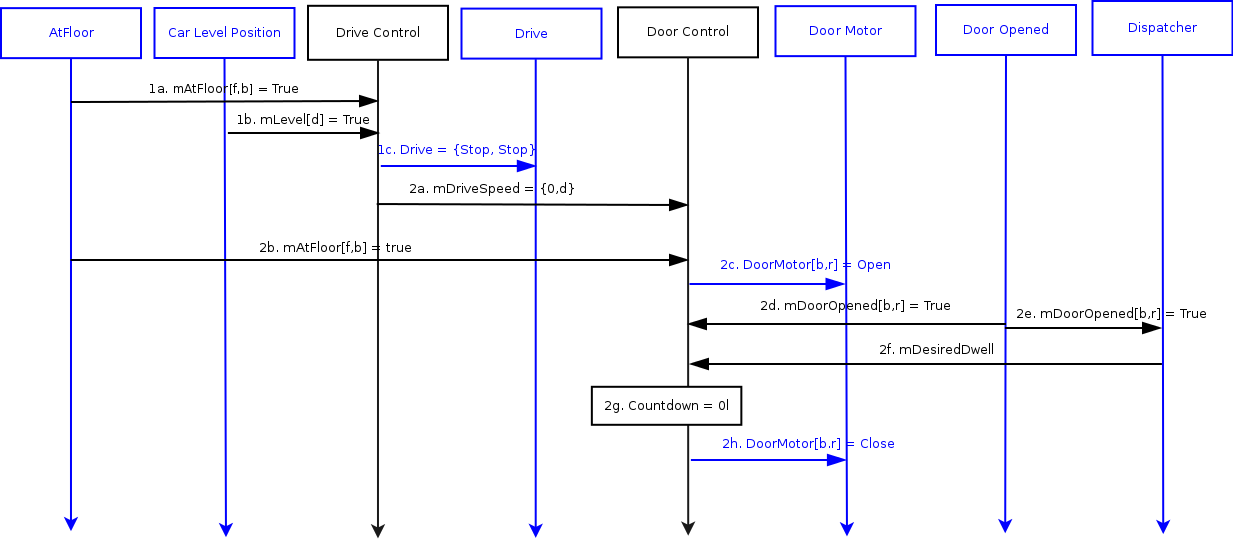 AtFloor
Car Level Position
Drive Control
Drive
Door Control
Door Motor
Door Opened
Dispatcher
1a. mAtFloor[f,b] = True
1b. mLevel[d] = True
1c. Drive = {Stop, Stop}
2a. mDriveSpeed = {0,d}
2b. mAtFloor[f,b] = true
2c. DoorMotor[b,r] = Open
2d. mDoorOpened[b,r] = True
2e. mDoorOpened[b,r] = True
2f. mDesiredDwell
2g. Countdown = 0l
2h. DoorMotor[b.r] = Close